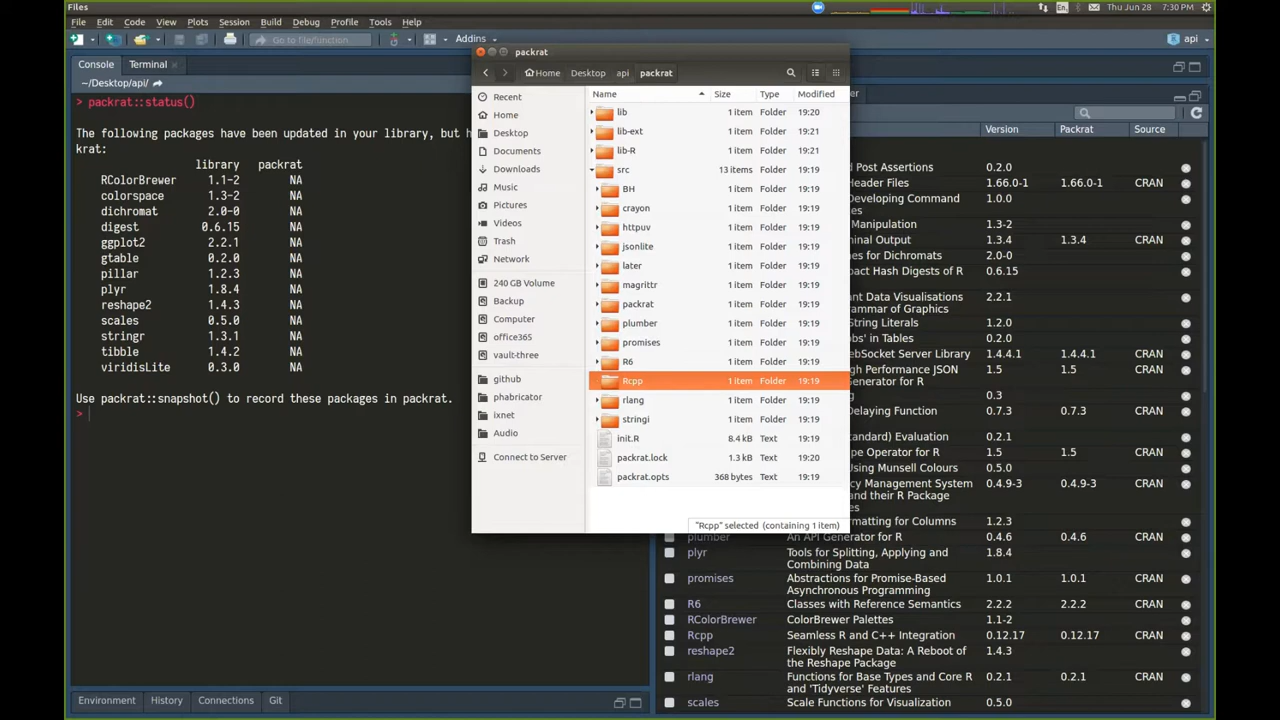 Files
Thu Jun 28 7:30 PM
En
File Edit Code View Plots Session Build Debug Profile Tools Help
Go to file/function
Addins
api
Console Terminal
~/Desktop/api/
> packrat::status()
The following packages have been updated in your library, but h
krat:
library packrat
RColorBrewer 1.1-2 NA
colorspace 1.3-2 NA
dichromat 2.0-0 NA
digest 0.6.15 NA
ggplot2 2.2.1 NA
gtable 0.2.0 NA
pillar 1.2.3 NA
plyr 1.8.4 NA
reshape2 1.4.3 NA
scales 0.5.0 NA
stringr 1.3.1 NA
tibble 1.4.2 NA
viridisLite 0.3.0 NA
Use packrat::snapshot() to record these packages in packrat.
>
Environment History Connections Git
packrat
Home Desktop api packrat
Recent
Home
Desktop
Documents
Downloads
Music
Pictures
Videos
Trash
Network
240 GB Volume
Backup
Computer
office365
vault-three
github
phabricator
ixnet
Audio
Connect to Server
Name Size Type Modified
lib 1 item Folder 19:20
lib-ext 1 item Folder 19:21
lib-R 1 item Folder 19:21
src 13 items Folder 19:19
BH 1 item Folder 19:19
crayon 1 item Folder 19:19
httpuv 1 item Folder 19:19
jsonlite 1 item Folder 19:19
later 1 item Folder 19:19
magrittr 1 item Folder 19:19
packrat 1 item Folder 19:19
plumber 1 item Folder 19:19
promises 1 item Folder 19:19
R6 1 item Folder 19:19
Rcpp 1 item Folder 19:19
rlang 1 item Folder 19:19
stringi 1 item Folder 19:19
init.R 8.4 kB Text 19:19
packrat.lock 1.3 kB Text 19:20
packrat.opts 368 bytes Text 19:19
"Rcpp" selected (containing 1 item)
Version Packrat Source
d Post Assertions 0.2.0
Header Files 1.66.0-1 1.66.0-1 CRAN
Developing Command 1.0.0
Manipulation 1.3-2
minal Output 1.3.4 1.3.4 CRAN
es for Dichromats 2.0-0
pact Hash Digests of R 0.6.15
ant Data Visualisations 2.2.1
rammar of Graphics
String Literals 1.2.0
obs' in Tables 0.2.0
ebSocket Server Library 1.4.4.1 1.4.4.1 CRAN
gh Performance JSON 1.5 1.5 CRAN
Generator for R
0.3
Delaying Function 0.7.3 0.7.3 CRAN
tandard) Evaluation 0.2.1
pe Operator for R 1.5 1.5 CRAN
Using Munsell Colours 0.5.0
cy Management System 0.4.9-3 0.4.9-3 CRAN
and their R Package
ormatting for Columns 1.2.3
plumber An API Generator for R 0.4.6 0.4.6 CRAN
plyr Tools for Splitting, Applying and 1.8.4
Combining Data
promises Abstractions for Promise-Based 1.0.1 1.0.1 CRAN
Asynchronous Programming
R6 Classes with Reference Semantics 2.2.2 2.2.2 CRAN
RColorBrewer ColorBrewer Palettes 1.1-2
Rcpp Seamless R and C++ Integration 0.12.17 0.12.17 CRAN
reshape2 Flexibly Reshape Data: A Reboot of 1.4.3
the Reshape Package
rlang Functions for Base Types and Core R 0.2.1 0.2.1 CRAN
and 'Tidyverse' Features
scales Scale Functions for Visualization 0.5.0